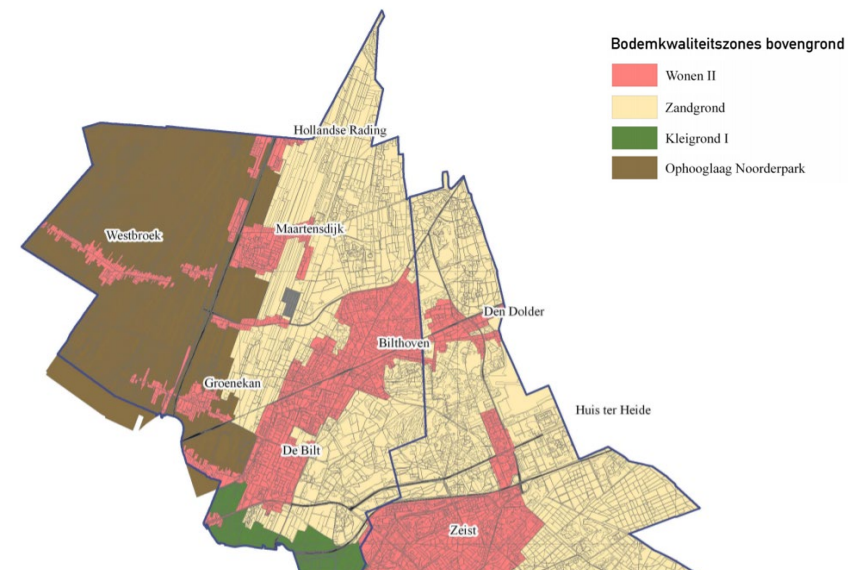 Bodemkwaliteitszones bovengrond
Wonen II
Zandgrond
Kleigrond I
Ophooglaag Noorderpark
Hollandse Rading
Westbroek
Maartensdijk
Den Dolder
Bilthoven
Groenekan
Huis ter Heide
De Bilt
Zeist